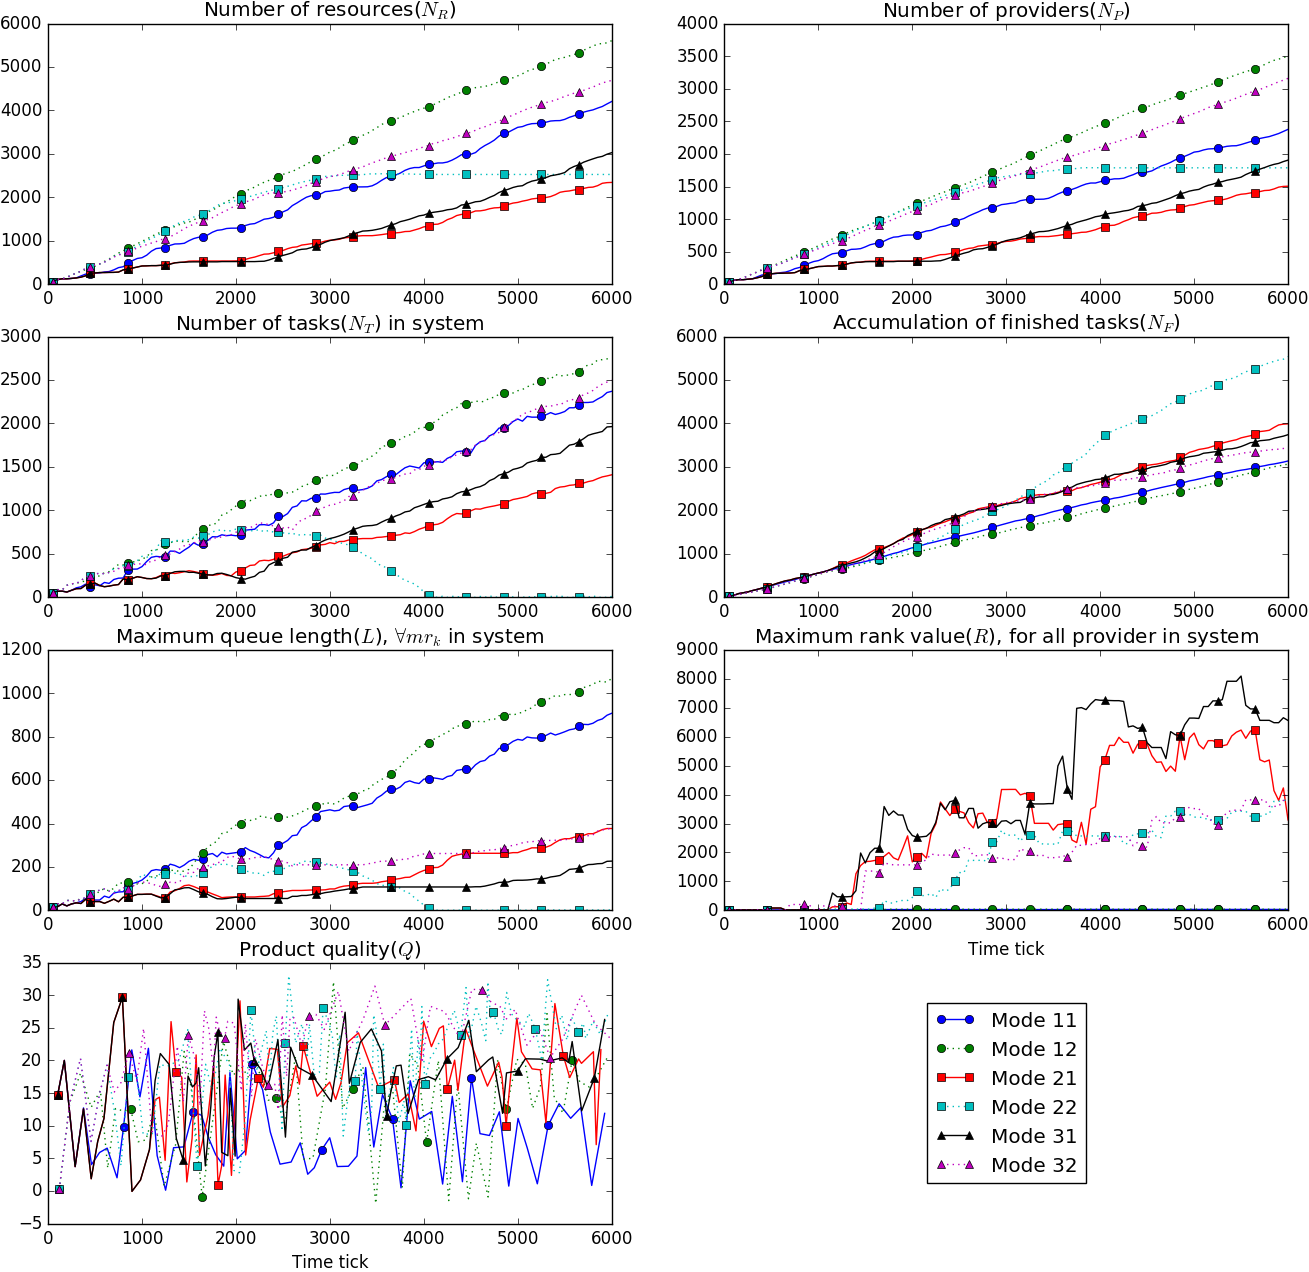 Number of resources(N_R)
6000
5000
4000
3000
2000
1000
0
0 1000 2000 3000 4000 5000 6000
Number of providers(N_P)
4000
3500
3000
2500
2000
1500
1000
500
0
0 1000 2000 3000 4000 5000 6000
Number of tasks(N_T) in system
3000
2500
2000
1500
1000
500
0
0 1000 2000 3000 4000 5000 6000
Accumulation of finished tasks(N_F)
6000
5000
4000
3000
2000
1000
0
0 1000 2000 3000 4000 5000 6000
Maximum queue length(L), ∀mr_k in system
1200
1000
800
600
400
200
0
0 1000 2000 3000 4000 5000 6000
Maximum rank value(R), for all provider in system
9000
8000
7000
6000
5000
4000
3000
2000
1000
0
0 1000 2000 3000 4000 5000 6000
Time tick
Product quality(Q)
35
30
25
20
15
10
5
0
−5
0 1000 2000 3000 4000 5000 6000
Time tick
Mode 11
Mode 12
Mode 21
Mode 22
Mode 31
Mode 32